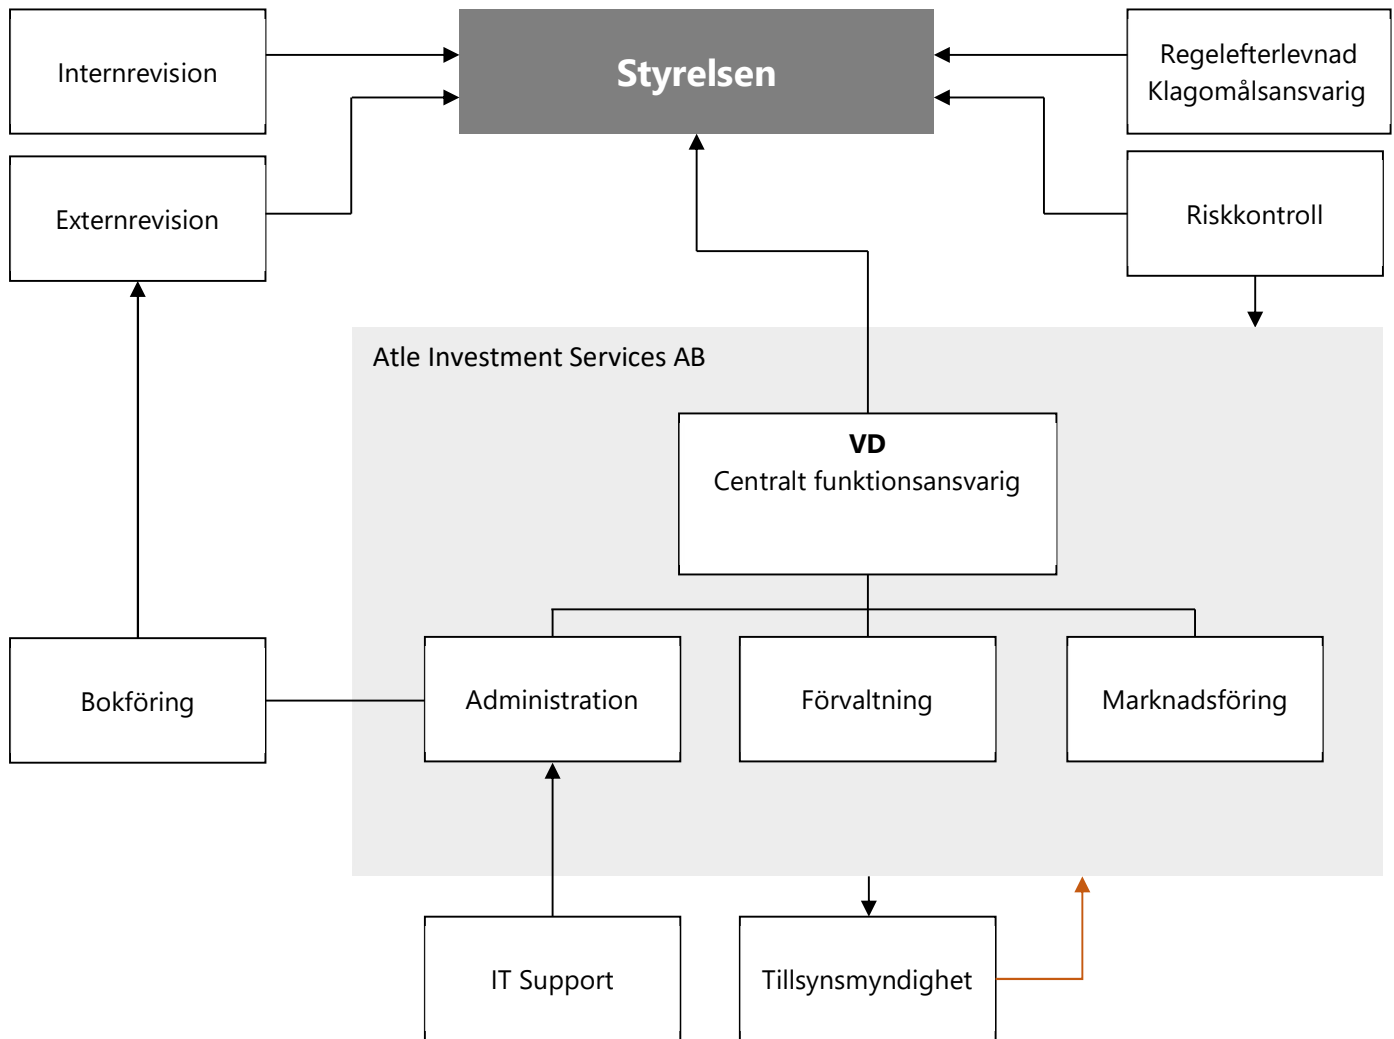 Internrevision
Styrelsen
Regelefterlevnad
Klagomålsansvarig
Externrevision
Riskkontroll
Atle Investment Services AB
VD
Centralt funktionsansvarig
Bokföring
Administration
Förvaltning
Marknadsföring
IT Support
Tillsynsmyndighet